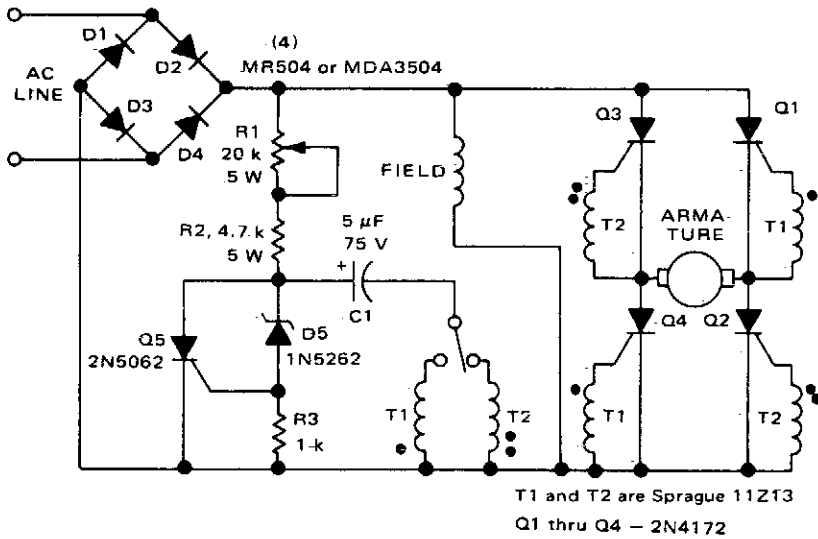 D1
(4)
D2
MR504 or MDA3504
AC
LINE
D3
D4
R1
20 k
5 W
FIELD
Q3
Q1
T2
ARMA-
TURE
T1
R2, 4.7 k
5 W
5 μF
75 V
+
C1
Q4
Q2
Q5
2N5062
D5
1N5262
T1
T2
T1
T2
R3
1-k
T1 and T2 are Sprague 11Z13
Q1 thru Q4 – 2N4172